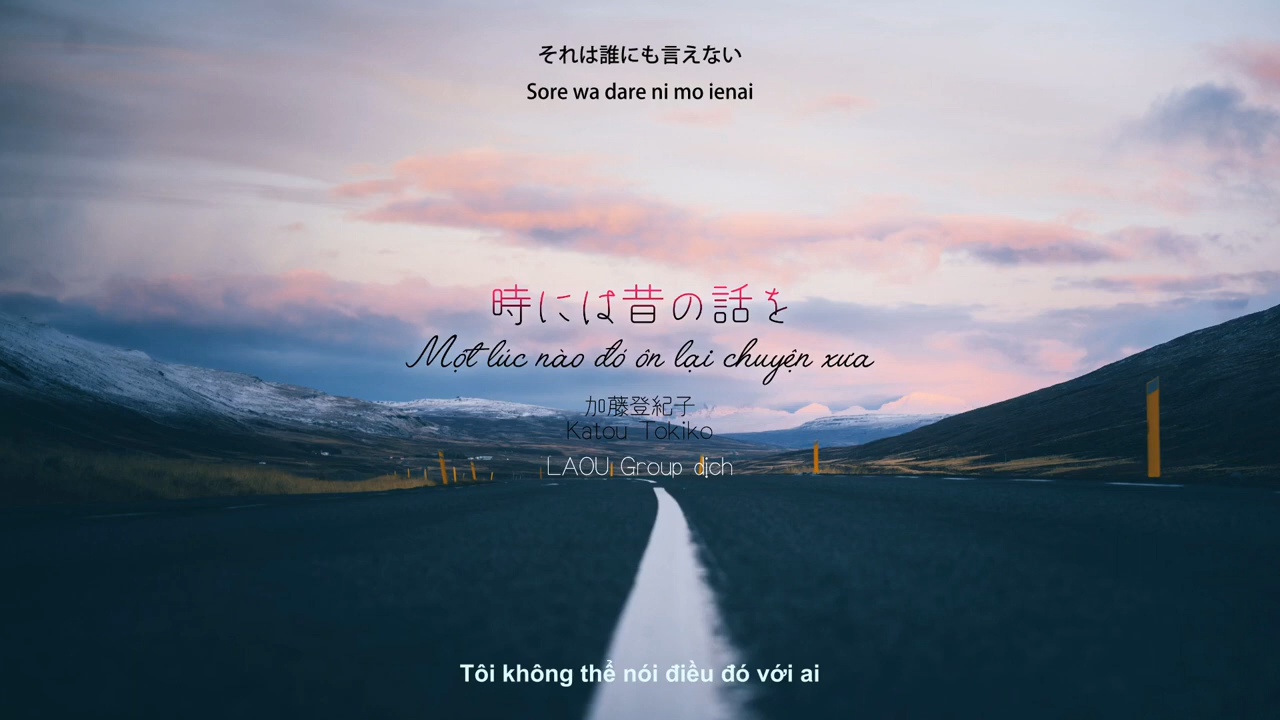 それは誰にも言えない
Sore wa dare ni mo ienai
時には昔の話を
Một lúc nào đó ôn lại chuyện xưa
加藤登紀子
Katou Tokiko
LAOU Group dịch
Tôi không thể nói điều đó với ai